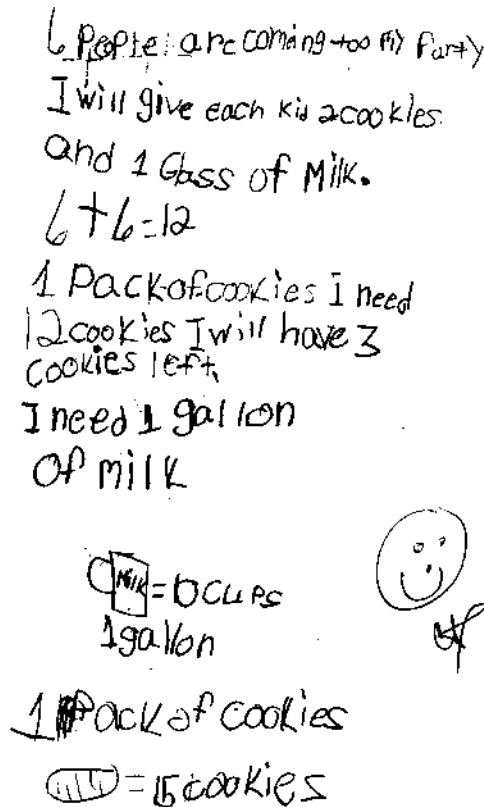 6 People are coming too my Party
I will give each kid 2 cookies
and 1 Glass of Milk.
6+6=12
1 Pack of cookies I need
12 cookies I will have 3
cookies left.
I need 1 gallon
of milk
Milk = cups
1 gallon
1 Pack of cookies
= 15 cookies